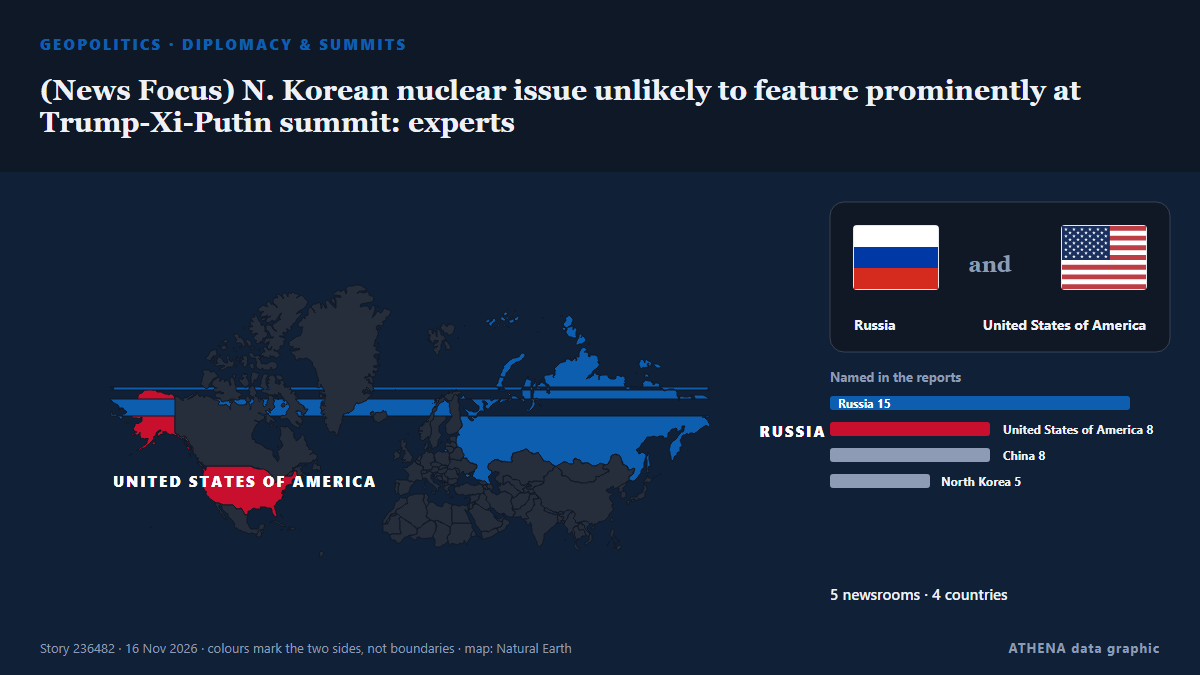 GEOPOLITICS · DIPLOMACY & SUMMITS
(News Focus) N. Korean nuclear issue unlikely to feature prominently at
Trump-Xi-Putin summit: experts
and
Russia
United States of America
Named in the reports
Russia 15
United States of America 8
China 8
North Korea 5
RUSSIA
UNITED STATES OF AMERICA
5 newsrooms · 4 countries
Story 236482 · 16 Nov 2026 · colours mark the two sides, not boundaries · map: Natural Earth
ATHENA data graphic